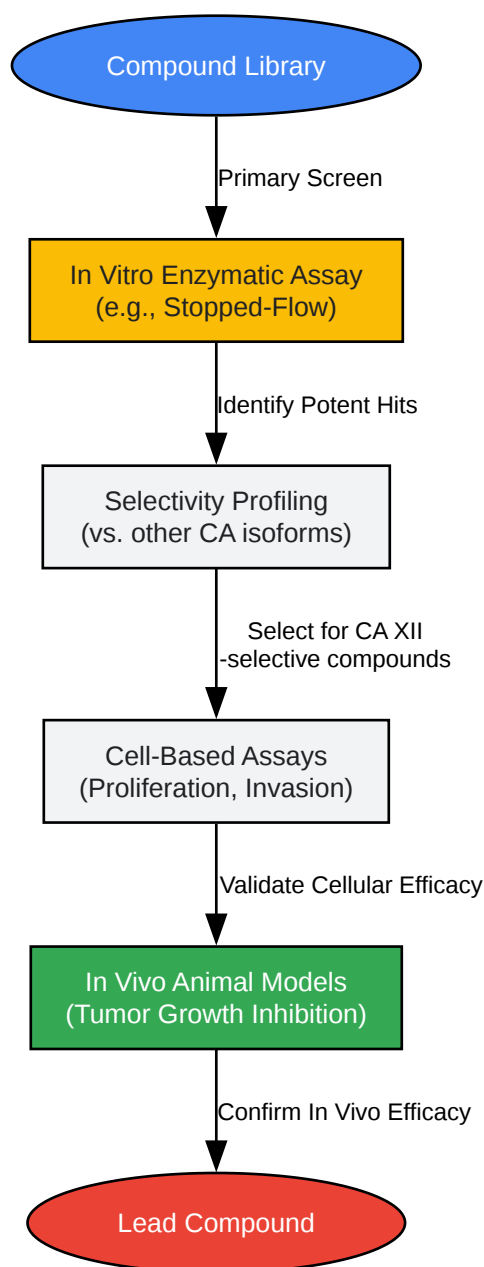 Compound Library
Primary Screen
In Vitro Enzymatic Assay
(e.g., Stopped-Flow)
Identify Potent Hits
Selectivity Profiling
(vs. other CA isoforms)
Select for CA XII
-selective compounds
Cell-Based Assays
(Proliferation, Invasion)
Validate Cellular Efficacy
In Vivo Animal Models
(Tumor Growth Inhibition)
Confirm In Vivo Efficacy
Lead Compound